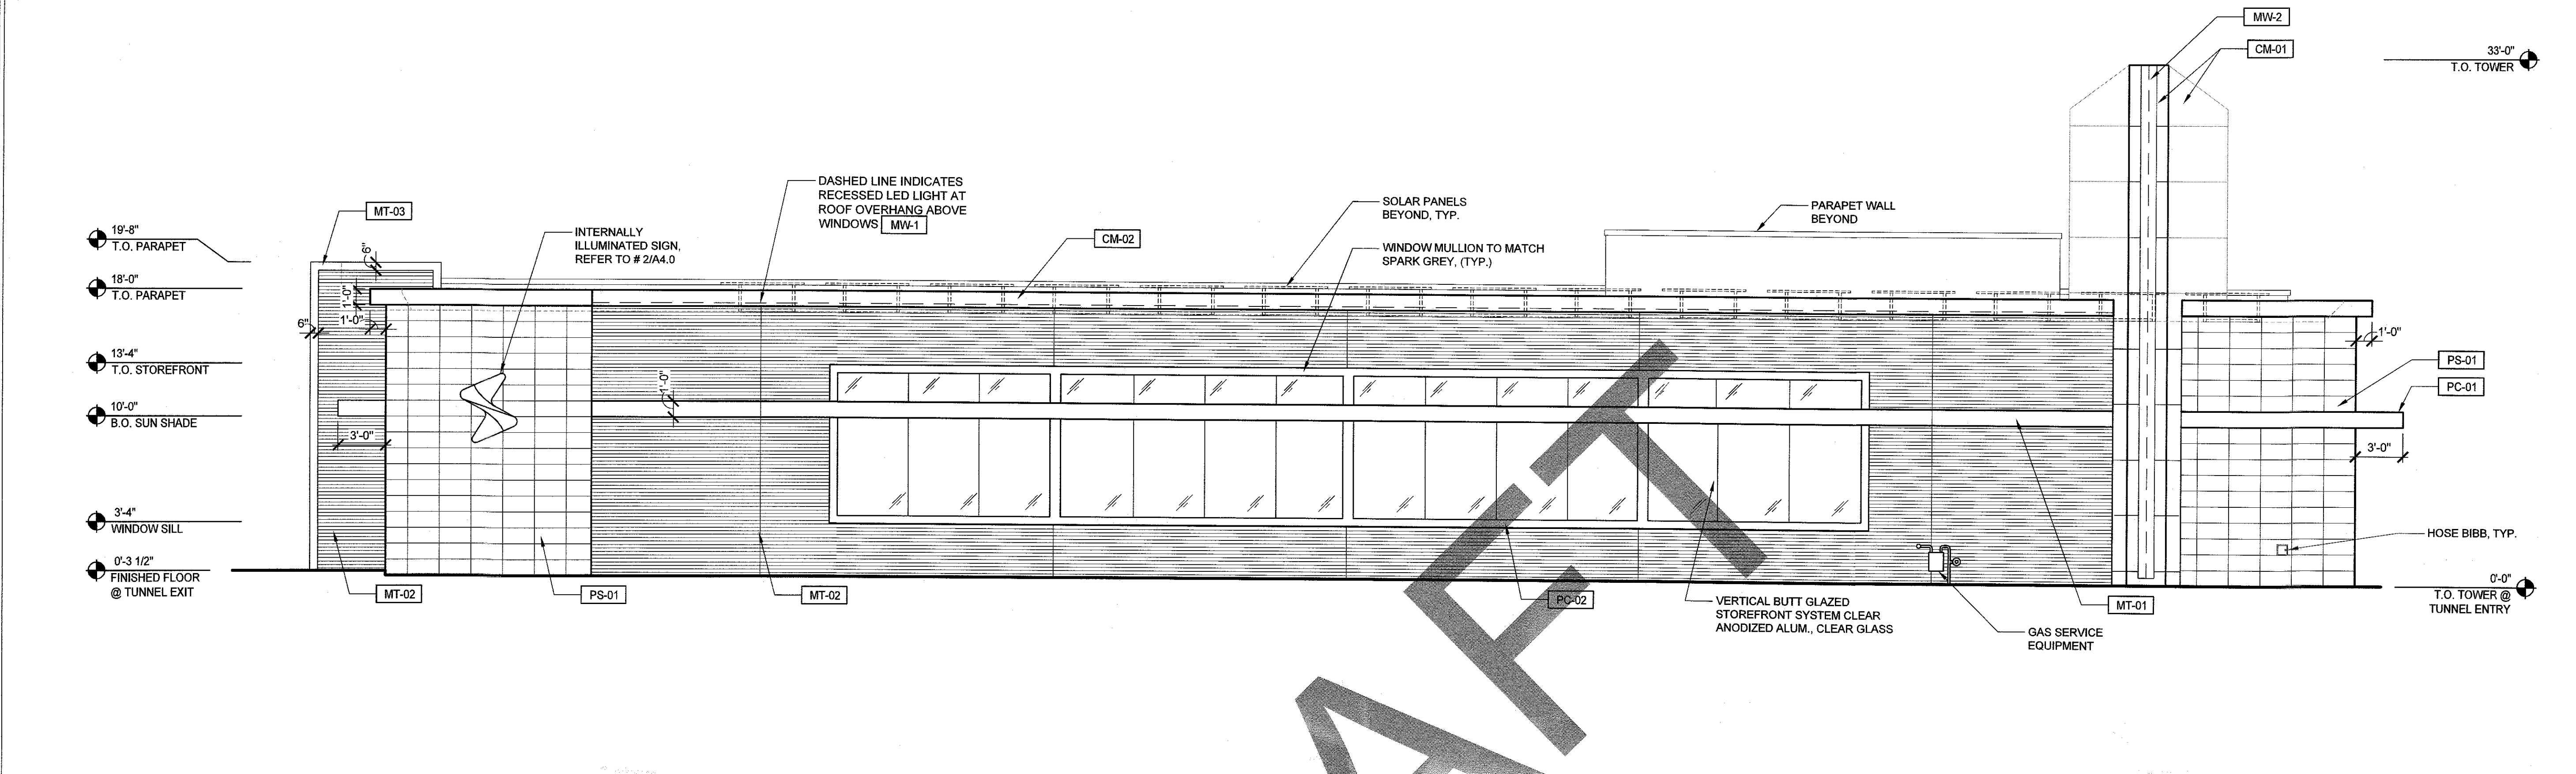 MW-2
CM-01
33'-0"
T.O. TOWER
DASHED LINE INDICATES
RECESSED LED LIGHT AT
ROOF OVERHANG ABOVE
WINDOWS MW-1
MT-03
INTERNALLY
ILLUMINATED SIGN,
REFER TO # 2/A4.0
CM-02
SOLAR PANELS
BEYOND, TYP.
WINDOW MULLION TO MATCH
SPARK GREY, (TYP.)
PARAPET WALL
BEYOND
19'-8"
T.O. PARAPET
6"
18'-0"
T.O. PARAPET
1'-0"
6"
1'-0"
1'-0"
13'-4"
T.O. STOREFRONT
PS-01
PC-01
1'-0"
10'-0"
B.O. SUN SHADE
3'-0"
3'-0"
3'-4"
WINDOW SILL
HOSE BIBB, TYP.
0'-3 1/2"
FINISHED FLOOR
@ TUNNEL EXIT
MT-02
PS-01
MT-02
PC-02
VERTICAL BUTT GLAZED
STOREFRONT SYSTEM CLEAR
ANODIZED ALUM., CLEAR GLASS
GAS SERVICE
EQUIPMENT
MT-01
0'-0"
T.O. TOWER @
TUNNEL ENTRY
AFT